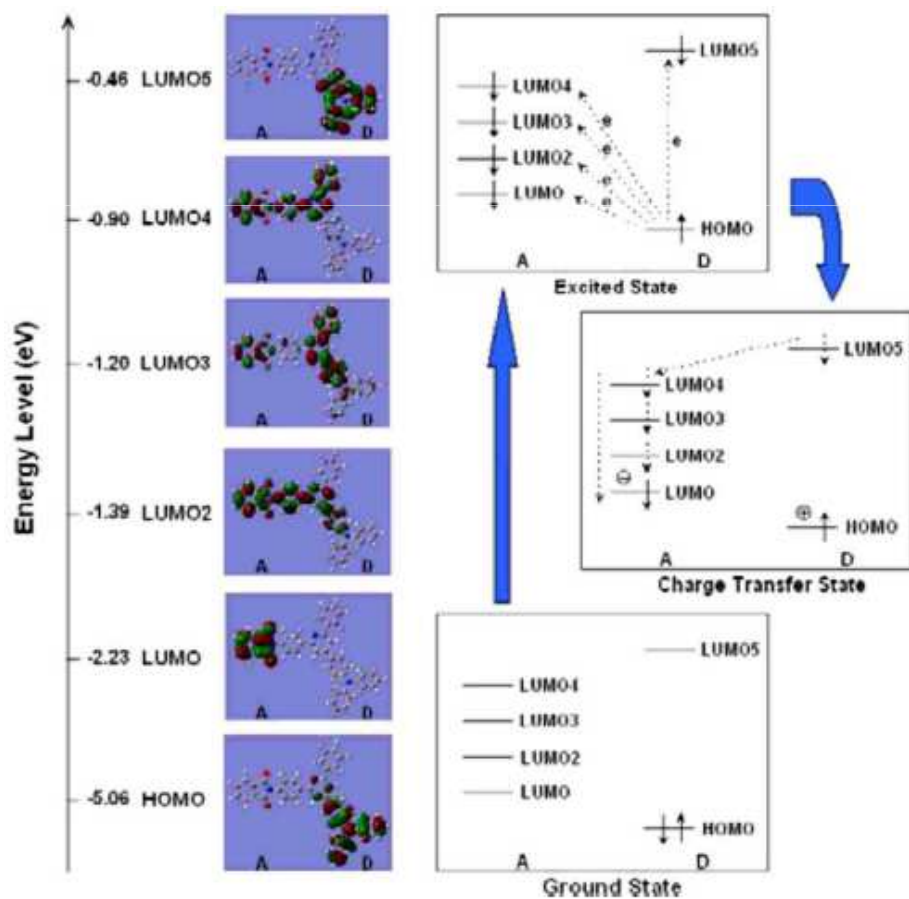 Energy Level (eV)
-0.46 LUMO5
A D
-0.90 LUMO4
A D
-1.20 LUMO3
A D
-1.39 LUMO2
A D
-2.23 LUMO
A D
-5.06 HOMO
A D
LUMO5
LUMO4
LUMO3
LUMO2
LUMO
e
e
e
e
e
HOMO
A D
Excited State
LUMO5
LUMO4
LUMO3
LUMO2
⊖
LUMO
⊕
HOMO
A D
Charge Transfer State
LUMO5
LUMO4
LUMO3
LUMO2
LUMO
HOMO
A D
Ground State